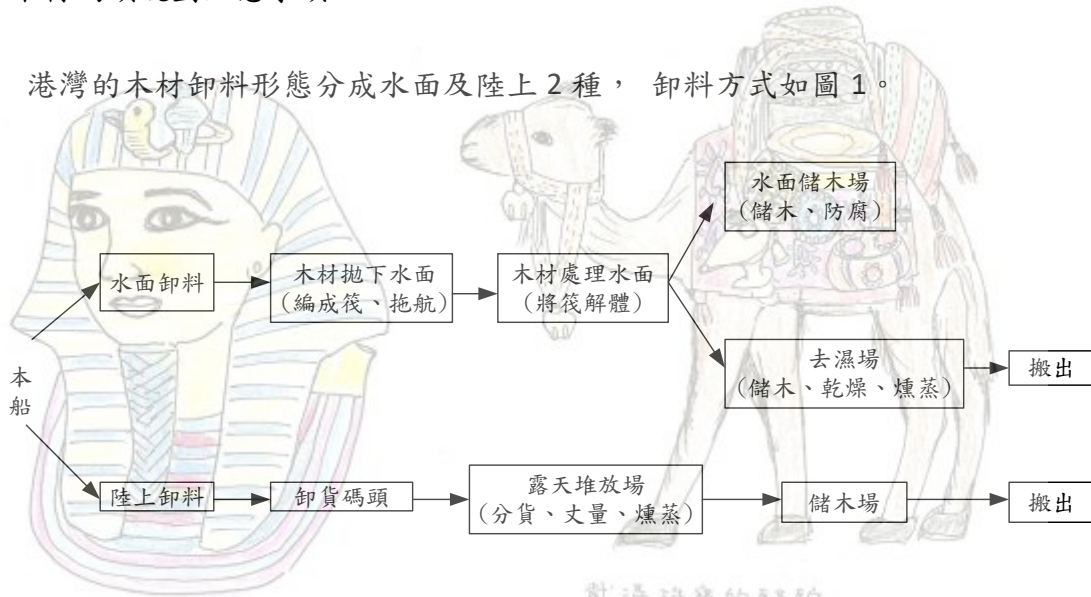 港灣的木材卸料形態分成水面及陸上2種， 卸料方式如圖1。
水面儲木場
(儲木、防腐)
水面卸料
木材拋下水面
(編成筏、拖航)
木材處理水面
(將筏解體)
去濕場
(儲木、乾燥、燻蒸)
搬出
本
船
陸上卸料
卸貨碼頭
露天堆放場
(分貨、丈量、燻蒸)
儲木場
搬出